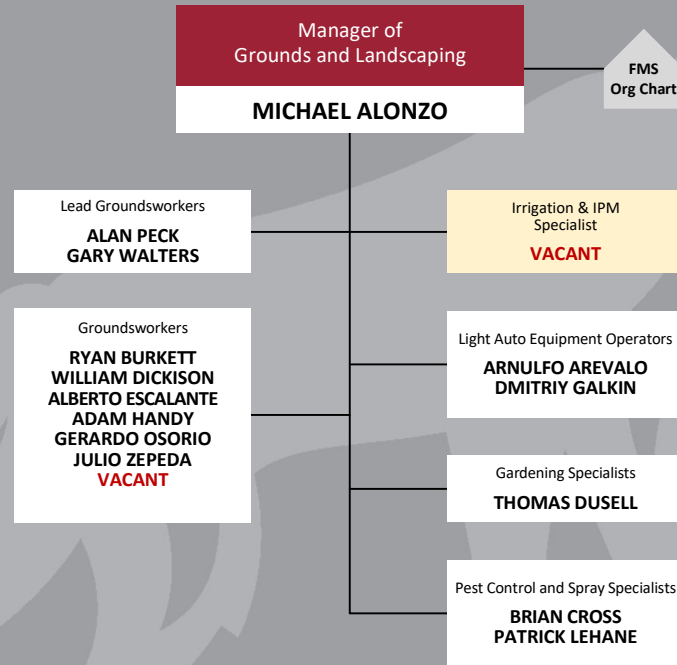 Manager of
Grounds and Landscaping
MICHAEL ALONZO
FMS
Org Chart
Lead Groundsworkers
ALAN PECK
GARY WALTERS
Irrigation & IPM
Specialist
VACANT
Groundsworkers
RYAN BURKETT
WILLIAM DICKISON
ALBERTO ESCALANTE
ADAM HANDY
GERARDO OSORIO
JULIO ZEPEDA
VACANT
Light Auto Equipment Operators
ARNULFO AREVALO
DMITRIY GALKIN
Gardening Specialists
THOMAS DUSELL
Pest Control and Spray Specialists
BRIAN CROSS
PATRICK LEHANE